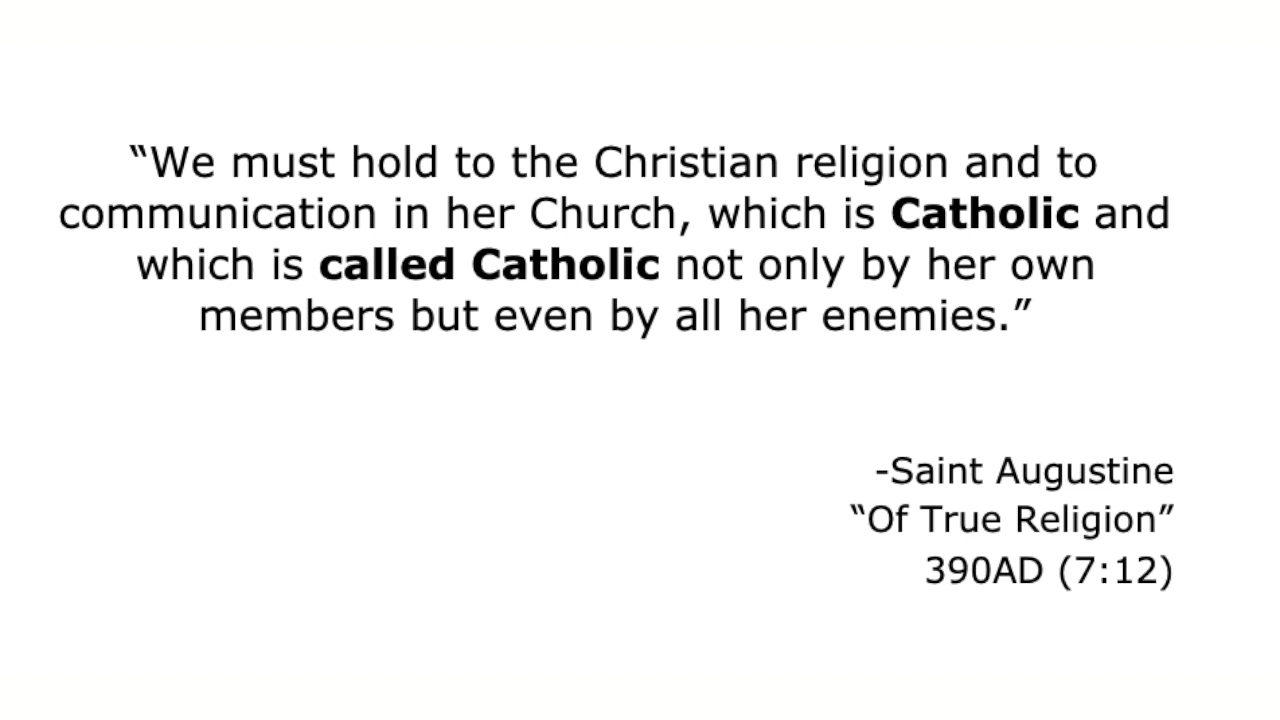 “We must hold to the Christian religion and to
communication in her Church, which is Catholic and
which is called Catholic not only by her own
members but even by all her enemies.”
-Saint Augustine
“Of True Religion”
390AD (7:12)